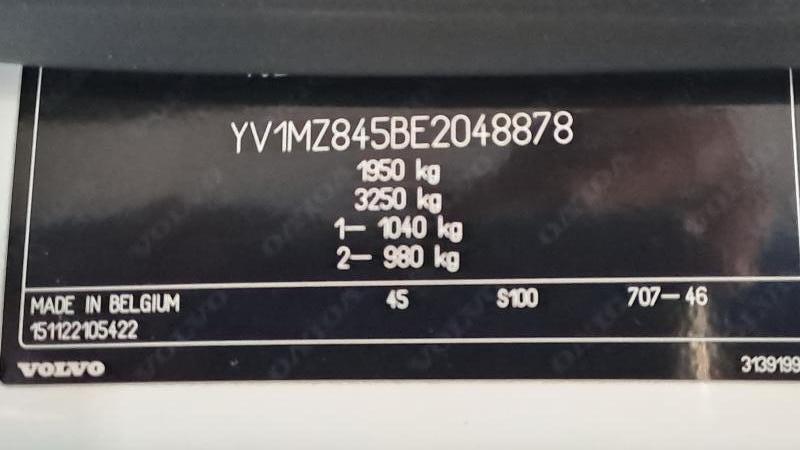 YV1MZ845BE2048878
1950 kg
3250 kg
1– 1040 kg
2– 980 kg
MADE IN BELGIUM 45 S100 707–46
151122105422
VOLVO 3139199